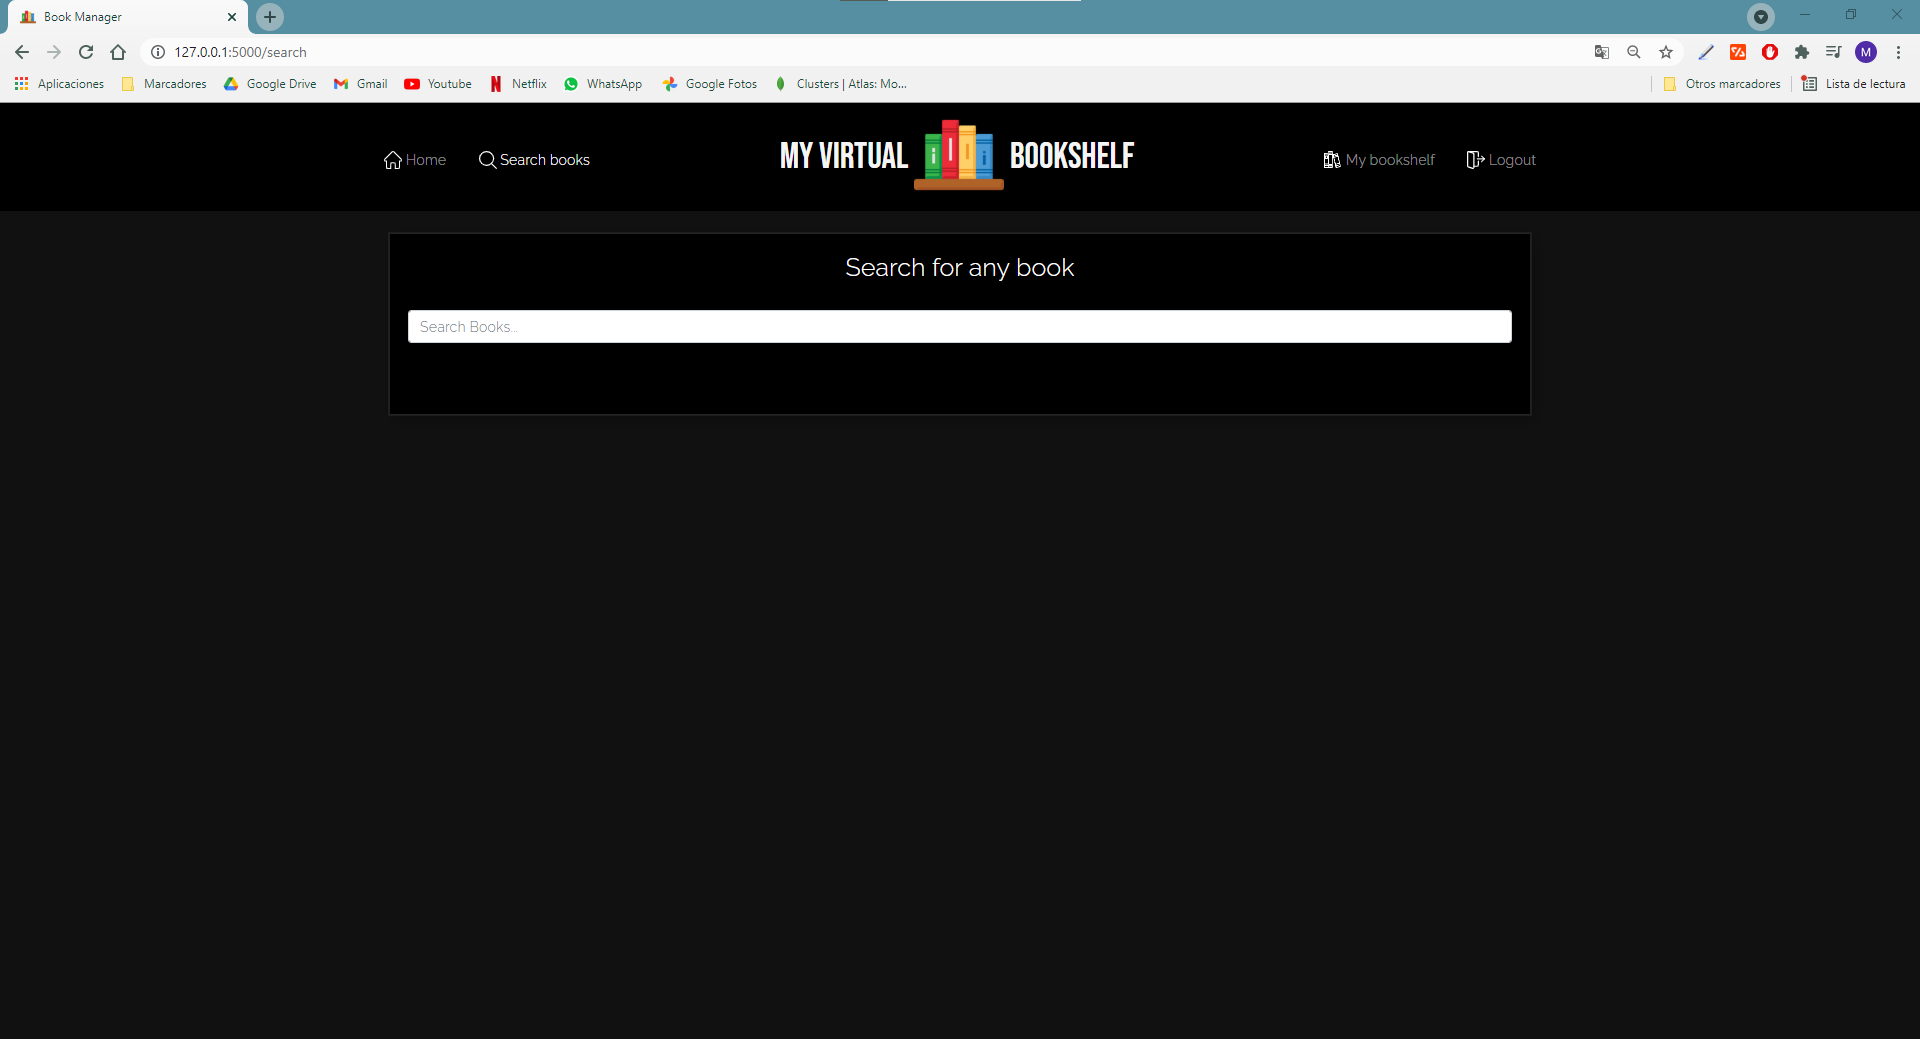 Book Manager
127.0.0.1:5000/search
Aplicaciones Marcadores Google Drive Gmail Youtube Netflix WhatsApp Google Fotos Clusters | Atlas: Mo... Otros marcadores Lista de lectura
M
Home Search books MY VIRTUAL BOOKSHELF My bookshelf Logout
Search for any book
Search Books...